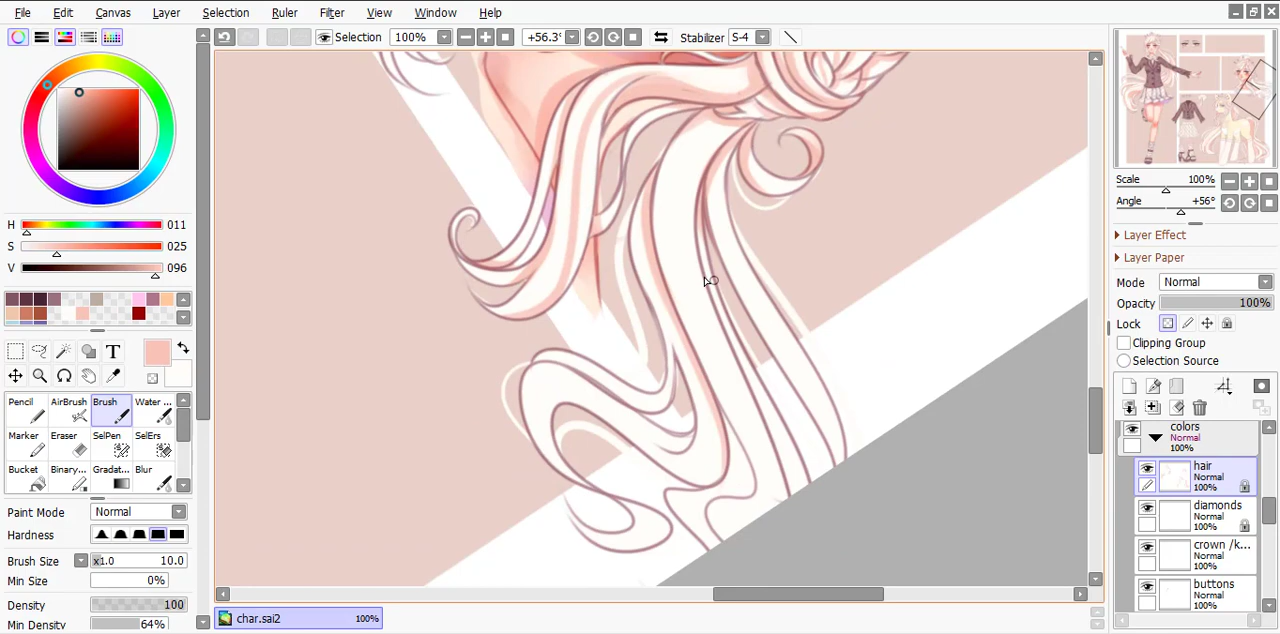 File Edit Canvas Layer Selection Ruler Filter View Window Help
Selection 100% +56.3° Stabilizer S-4
Scale 100%
Angle +56°
Layer Effect
Layer Paper
Mode Normal
Opacity 100%
Lock
Clipping Group
Selection Source
H 011
S 025
V 096
T
Pencil AirBrush Brush Water ...
Marker Eraser SelPen SelErs
Bucket Binary... Gradat... Blur
Paint Mode Normal
Hardness
Brush Size x1.0 10.0
Min Size 0%
Density 100
Min Density 64%
colors
Normal
100%
hair
Normal
100%
diamonds
Normal
100%
crown /k...
Normal
100%
buttons
Normal
char.sai2 100%